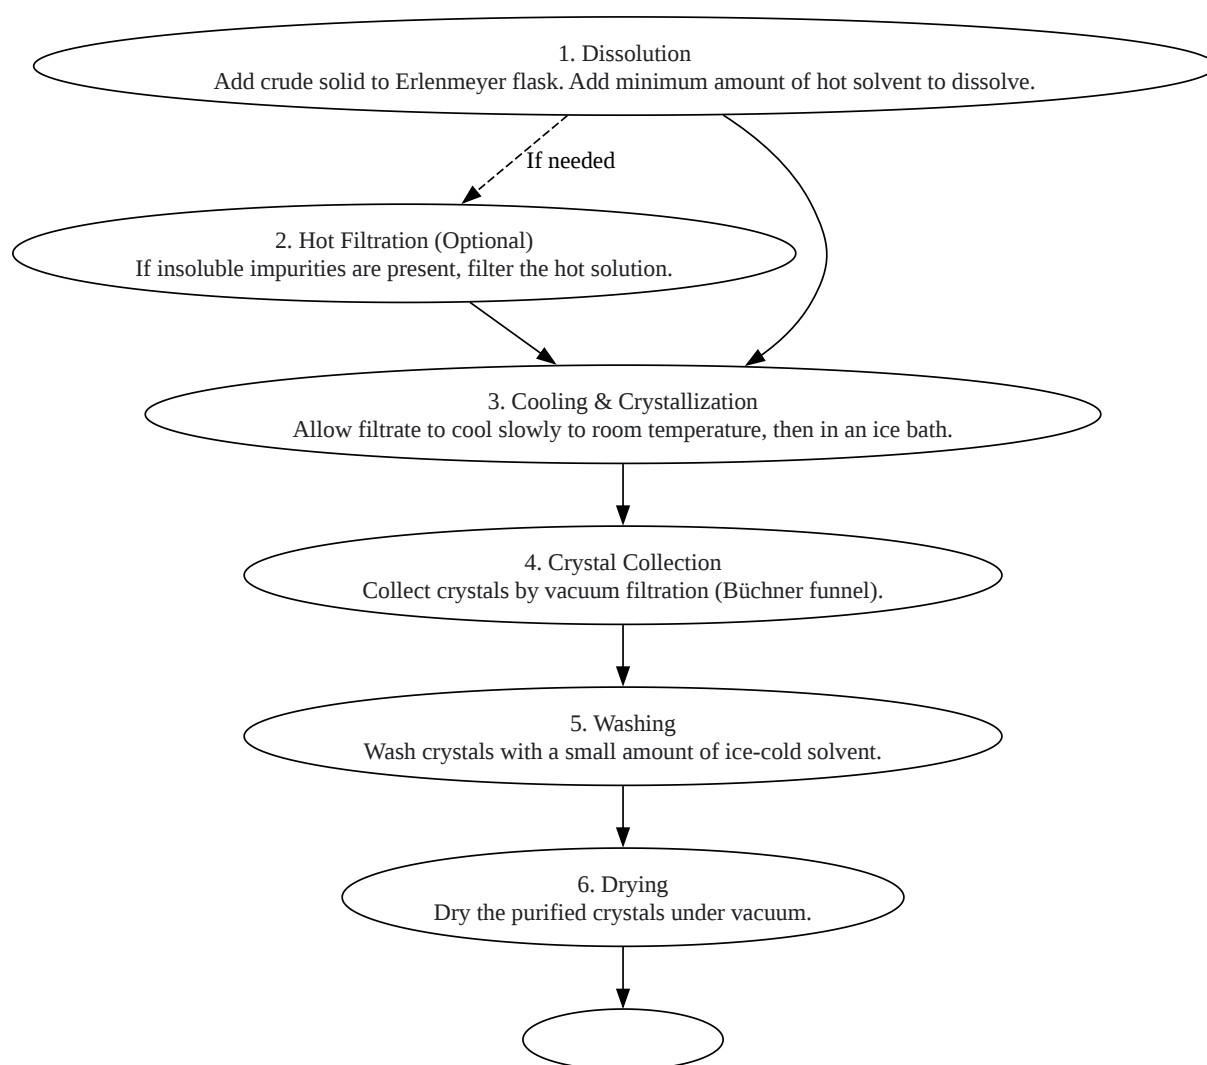 1. Dissolution
Add crude solid to Erlenmeyer flask. Add minimum amount of hot solvent to dissolve.
If needed
2. Hot Filtration (Optional)
If insoluble impurities are present, filter the hot solution.
3. Cooling & Crystallization
Allow filtrate to cool slowly to room temperature, then in an ice bath.
4. Crystal Collection
Collect crystals by vacuum filtration (Büchner funnel).
5. Washing
Wash crystals with a small amount of ice-cold solvent.
6. Drying
Dry the purified crystals under vacuum.